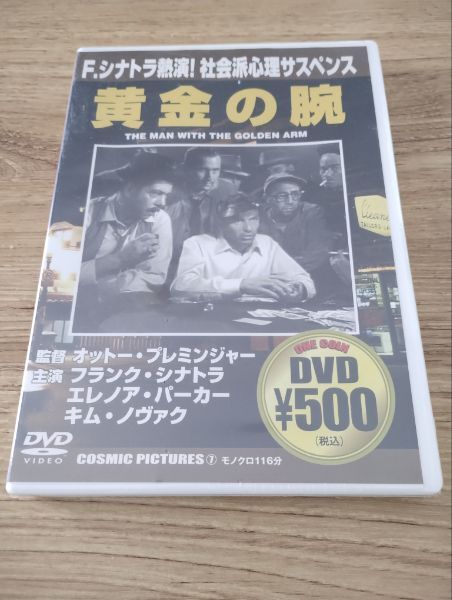 F.シナトラ熱演! 社会派心理サスペンス
黄金の腕
THE MAN WITH THE GOLDEN ARM
監督 オットー・プレミンジャー
主演 フランク・シナトラ
エレノア・パーカー
キム・ノヴァク
ONE COIN
DVD
¥500
(税込)
DVD
VIDEO
COSMIC PICTURES⑦ モノクロ116分